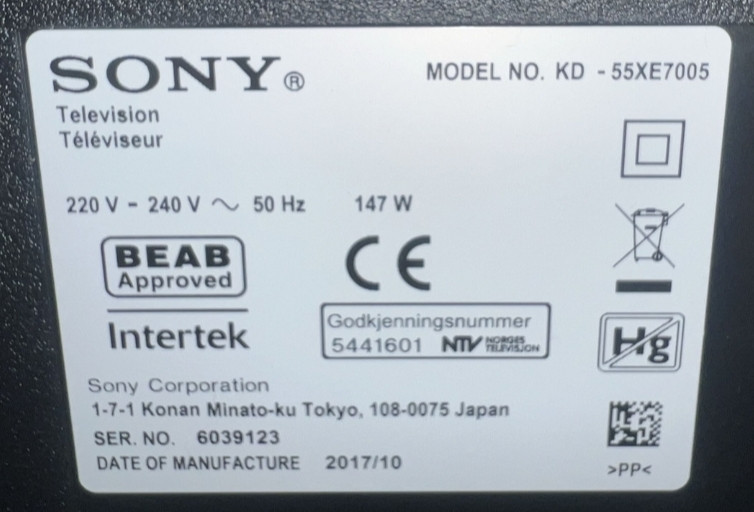 SONY®
MODEL NO. KD - 55XE7005
Television
Téléviseur
220 V - 240 V ~ 50 Hz 147 W
BEAB
Approved
CE
Intertek
Godkjenningsnummer
5441601 NTV NORGES TELEVISJON
Hg
Sony Corporation
1-7-1 Konan Minato-ku Tokyo, 108-0075 Japan
SER. NO. 6039123
DATE OF MANUFACTURE 2017/10
>PP<